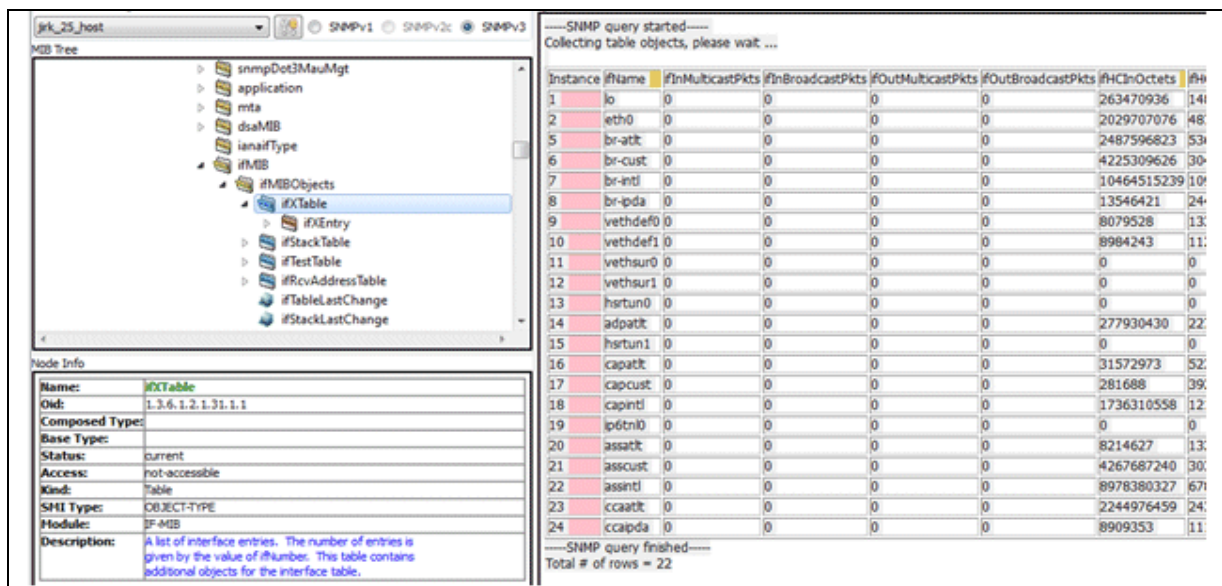 jirk_25_host SNMPv1 SNMPv2c SNMPv3
MIB Tree
snmpDot3MauMgt
application
mta
dsaMIB
ianaifType
ifMIB
ifMIBObjects
ifXTable
ifXEntry
ifStackTable
ifTestTable
ifRcvAddressTable
ifTableLastChange
ifStackLastChange
Node Info
Name: ifXTable
Oid: 1.3.6.1.2.1.31.1.1
Composed Type:
Base Type:
Status: current
Access: not-accessible
Kind: Table
SMI Type: OBJECT-TYPE
Module: IF-MIB
Description: A list of interface entries. The number of entries is
given by the value of ifNumber. This table contains
additional objects for the interface table.
-----SNMP query started-----
Collecting table objects, please wait ...
Instance ifName ifInMulticastPkts ifInBroadcastPkts ifOutMulticastPkts ifOutBroadcastPkts ifHCInOctets
1 lo 0 0 0 0 263470936
2 eth0 0 0 0 0 2029707076
5 br-atlt 0 0 0 0 2487596823
6 br-cust 0 0 0 0 4225309626
7 br-intl 0 0 0 0 10464515239
8 br-ipda 0 0 0 0 13546421
9 vethdef0 0 0 0 0 8079528
10 vethdef1 0 0 0 0 8984243
11 vethsur0 0 0 0 0 0 0
12 vethsur1 0 0 0 0 0 0
13 hsrtun0 0 0 0 0 0 0
14 adpatlt 0 0 0 0 277930430
15 hsrtun1 0 0 0 0 0 0
16 capatlt 0 0 0 0 31572973
17 capcust 0 0 0 0 281688
18 capintl 0 0 0 0 1736310558
19 ip6tnl0 0 0 0 0 0 0
20 assatlt 0 0 0 0 8214627
21 asscust 0 0 0 0 4267687240
22 assintl 0 0 0 0 8978380327
23 ccaatlt 0 0 0 0 2244976459
24 ccaipda 0 0 0 0 8909353
-----SNMP query finished-----
Total # of rows = 22